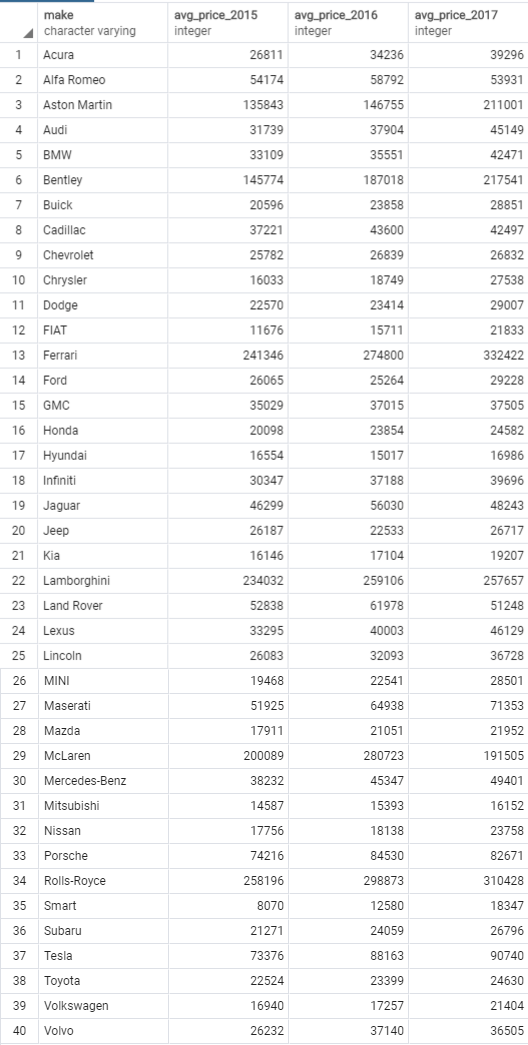 make avg_price_2015 avg_price_2016 avg_price_2017
character varying integer integer integer
1 Acura 26811 34236 39296
2 Alfa Romeo 54174 58792 53931
3 Aston Martin 135843 146755 211001
4 Audi 31739 37904 45149
5 BMW 33109 35551 42471
6 Bentley 145774 187018 217541
7 Buick 20596 23858 28851
8 Cadillac 37221 43600 42497
9 Chevrolet 25782 26839 26832
10 Chrysler 16033 18749 27538
11 Dodge 22570 23414 29007
12 FIAT 11676 15711 21833
13 Ferrari 241346 274800 332422
14 Ford 26065 25264 29228
15 GMC 35029 37015 37505
16 Honda 20098 23854 24582
17 Hyundai 16554 15017 16986
18 Infiniti 30347 37188 39696
19 Jaguar 46299 56030 48243
20 Jeep 26187 22533 26717
21 Kia 16146 17104 19207
22 Lamborghini 234032 259106 257657
23 Land Rover 52838 61978 51248
24 Lexus 33295 40003 46129
25 Lincoln 26083 32093 36728
26 MINI 19468 22541 28501
27 Maserati 51925 64938 71353
28 Mazda 17911 21051 21952
29 McLaren 200089 280723 191505
30 Mercedes-Benz 38232 45347 49401
31 Mitsubishi 14587 15393 16152
32 Nissan 17756 18138 23758
33 Porsche 74216 84530 82671
34 Rolls-Royce 258196 298873 310428
35 Smart 8070 12580 18347
36 Subaru 21271 24059 26796
37 Tesla 73376 88163 90740
38 Toyota 22524 23399 24630
39 Volkswagen 16940 17257 21404
40 Volvo 26232 37140 36505